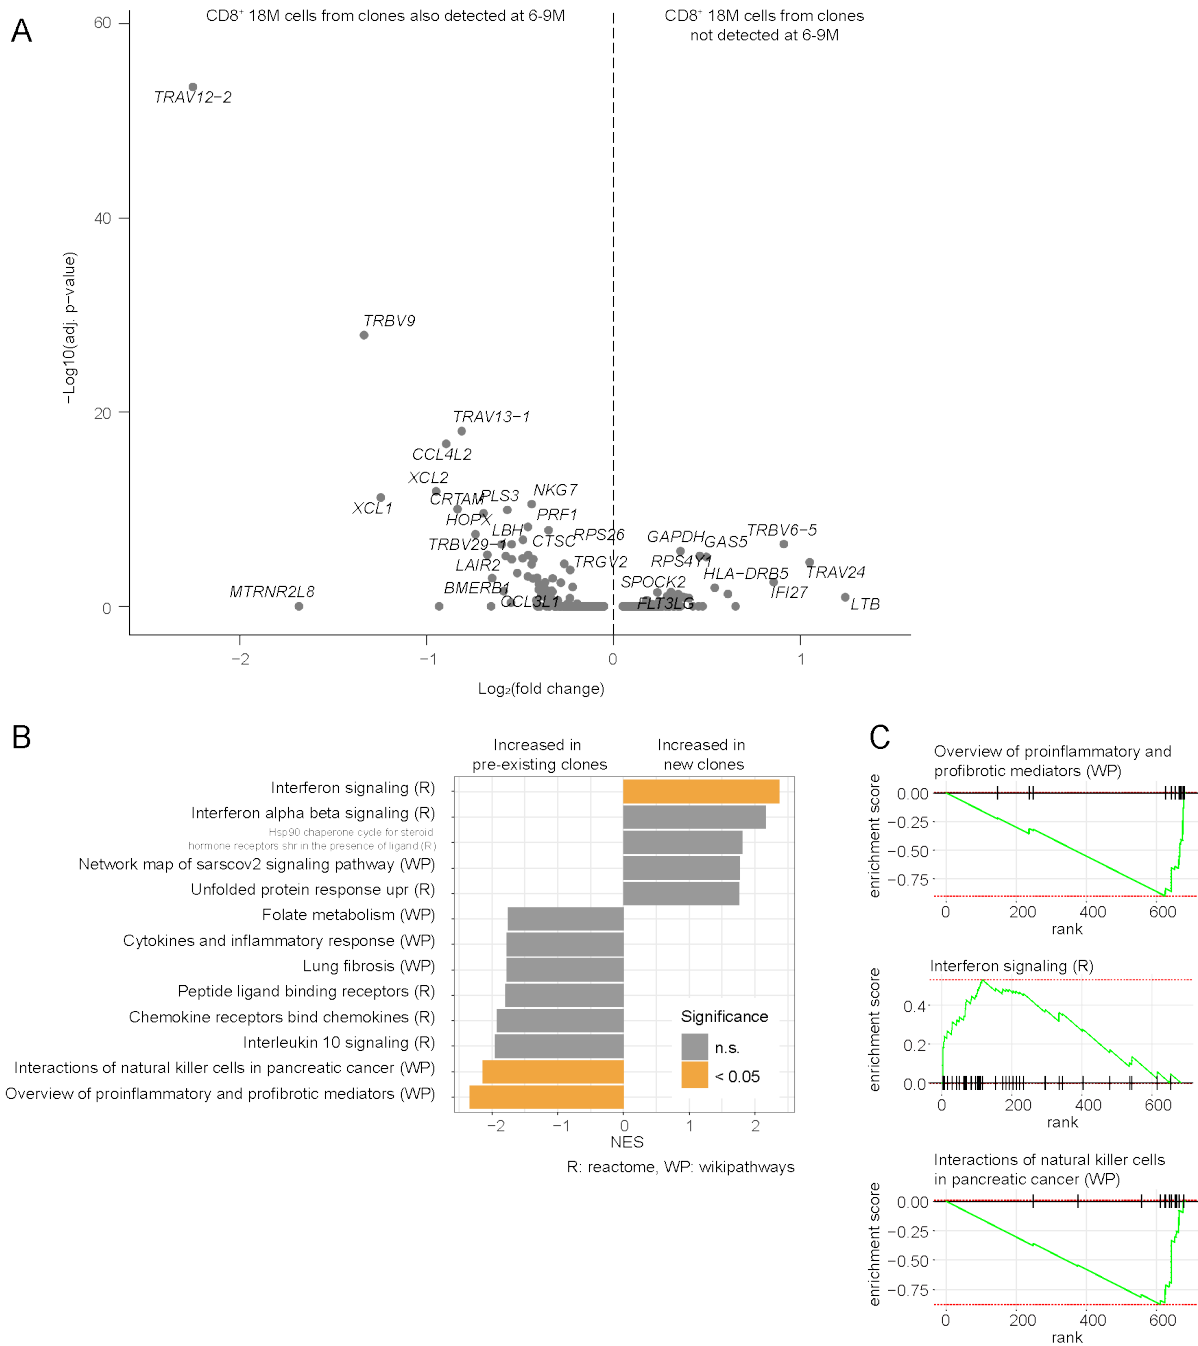 A
CD8⁺ 18M cells from clones also detected at 6-9M
CD8⁺ 18M cells from clones
not detected at 6-9M
60
40
20
0
−Log10(adj. p−value)
TRAV12−2
TRBV9
TRAV13−1
CCL4L2
XCL2
XCL1
CRTAM
PLS3
NKG7
HOPX
PRF1
LBH
RPS26
TRBV29−1
CTSC
GAPDH
GAS5
TRBV6−5
LAIR2
TRGV2
RPS4Y1
TRAV24
HLA−DRB5
MTRNR2L8
BMERB1
SPOCK2
IFI27
CCL3L1
FLT3LG
LTB
−2
−1
0
1
Log₂(fold change)
B
Increased in
pre-existing clones
Increased in
new clones
Interferon signaling (R)
Interferon alpha beta signaling (R)
Hsp90 chaperone cycle for steroid
hormone receptors shr in the presence of ligand (R)
Network map of sarscov2 signaling pathway (WP)
Unfolded protein response upr (R)
Folate metabolism (WP)
Cytokines and inflammatory response (WP)
Lung fibrosis (WP)
Peptide ligand binding receptors (R)
Chemokine receptors bind chemokines (R)
Interleukin 10 signaling (R)
Interactions of natural killer cells in pancreatic cancer (WP)
Overview of proinflammatory and profibrotic mediators (WP)
Significance
n.s.
< 0.05
−2
−1
0
1
2
NES
R: reactome, WP: wikipathways
C
Overview of proinflammatory and
profibrotic mediators (WP)
enrichment score
0.00
−0.25
−0.50
−0.75
0
200
400
600
rank
Interferon signaling (R)
enrichment score
0.4
0.2
0.0
0
200
400
600
rank
Interactions of natural killer cells
in pancreatic cancer (WP)
enrichment score
0.00
−0.25
−0.50
−0.75
0
200
400
600
rank